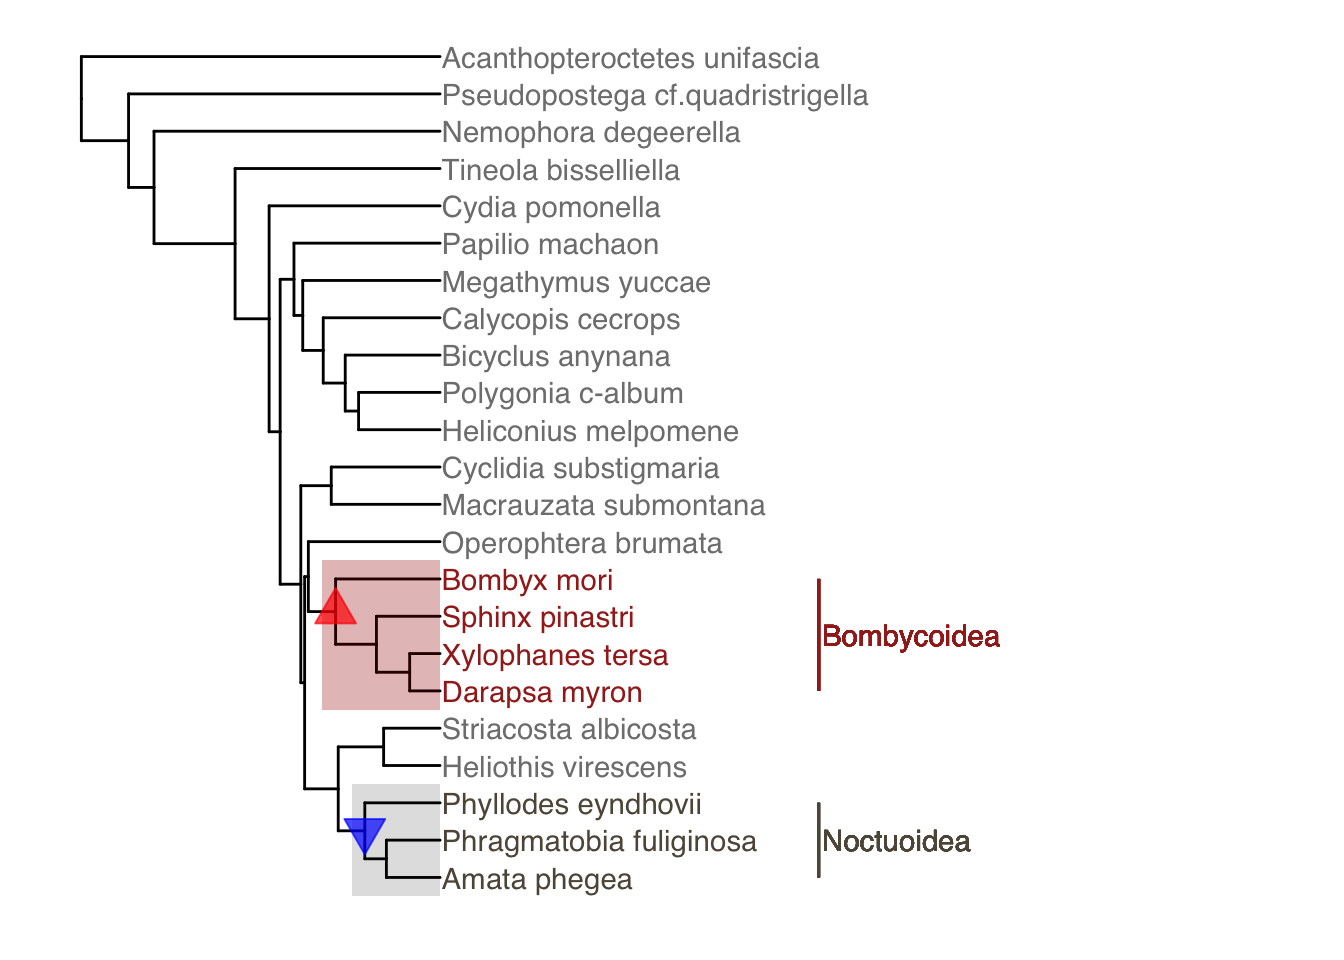 Acanthopteroctetes unifascia
Pseudopostega cf.quadristrigella
Nemophora degeerella
Tineola bisselliella
Cydia pomonella
Papilio machaon
Megathymus yuccae
Calycopis cecrops
Bicyclus anynana
Polygonia c-album
Heliconius melpomene
Cyclidia substigmaria
Macrauzata submontana
Operophtera brumata
Bombyx mori
Sphinx pinastri
Bombycoidea
Xylophanes tersa
Darapsa myron
Striacosta albicosta
Heliothis virescens
Phyllodes eyndhovii
Phragmatobia fuliginosa
Noctuoidea
Amata phegea